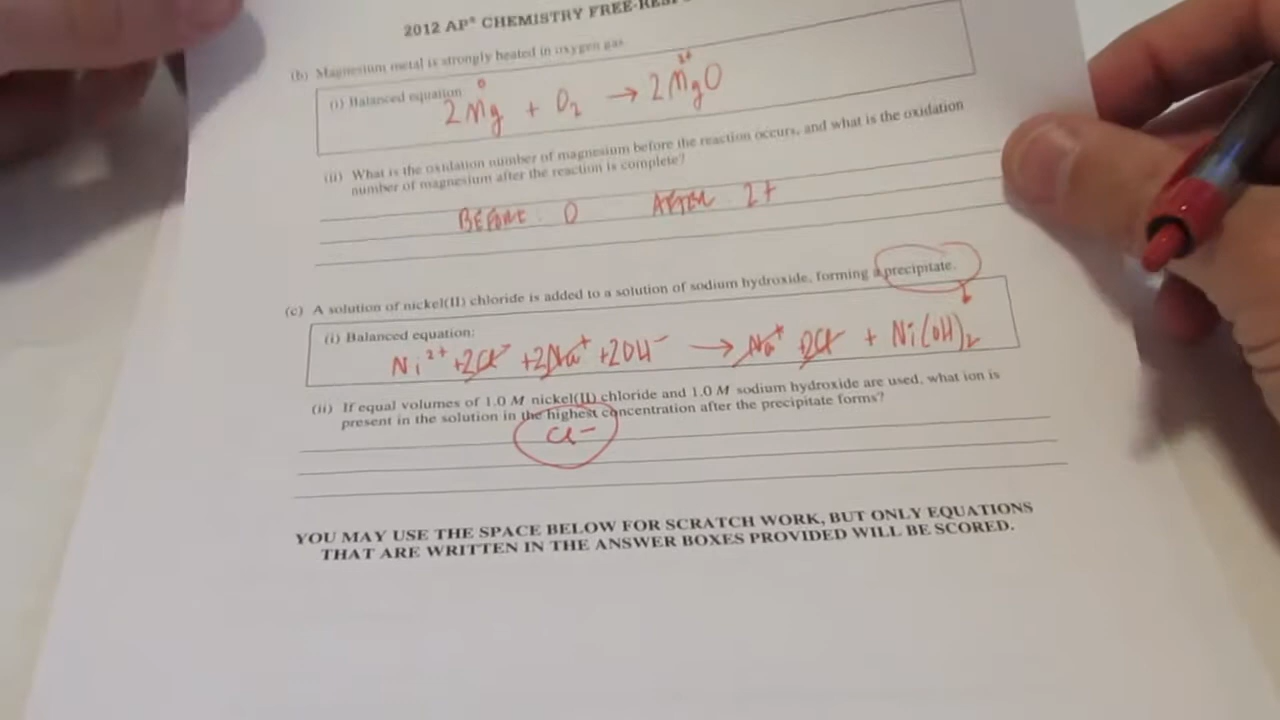 2012 AP® CHEMISTRY FREE-RESP
(b) Magnesium metal is strongly heated in oxygen gas.
(i) Balanced equation
0 2+
2Mg + O2 → 2MgO
(ii) What is the oxidation number of magnesium before the reaction occurs, and what is the oxidation
number of magnesium after the reaction is complete?
BEFORE 0 AFTER 2+
(c) A solution of nickel(II) chloride is added to a solution of sodium hydroxide, forming a precipitate.
(i) Balanced equation:
Ni2+ +2Cl- +2Na+ +2OH- → Na+ 2Cl- + Ni(OH)2
(ii) If equal volumes of 1.0 M nickel(II) chloride and 1.0 M sodium hydroxide are used, what ion is
present in the solution in the highest concentration after the precipitate forms?
Cl-
YOU MAY USE THE SPACE BELOW FOR SCRATCH WORK, BUT ONLY EQUATIONS
THAT ARE WRITTEN IN THE ANSWER BOXES PROVIDED WILL BE SCORED.